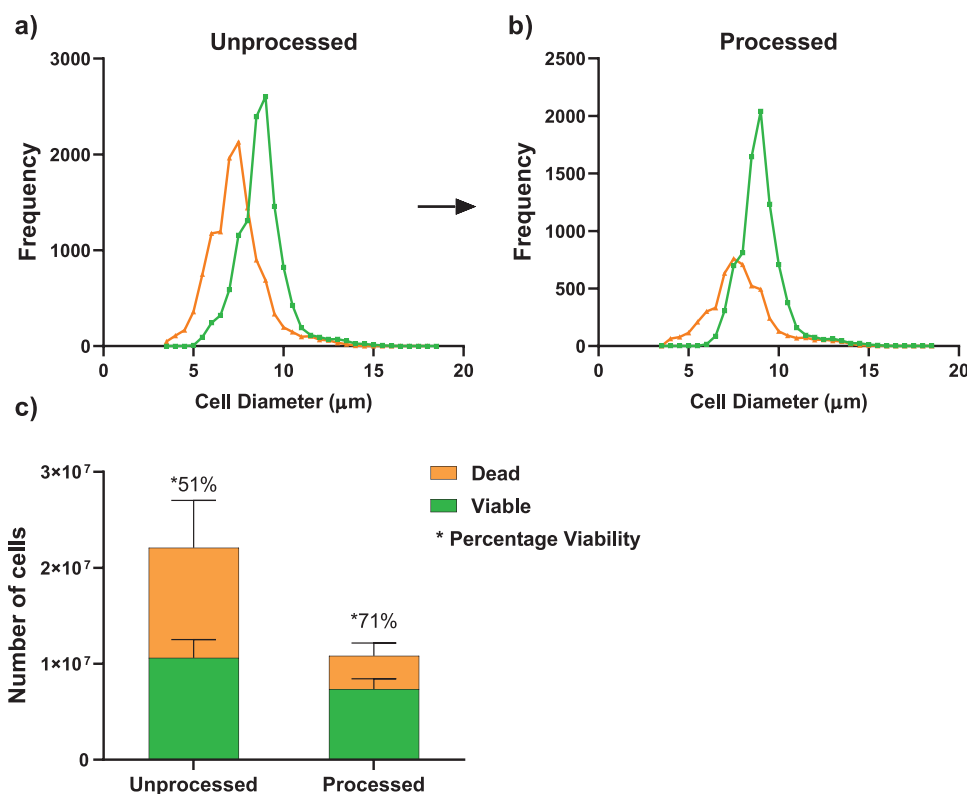 a)
Unprocessed
3000
2000
1000
0
Frequency
0 5 10 15 20
Cell Diameter (μm)
b)
Processed
2500
2000
1500
1000
500
0
Frequency
0 5 10 15 20
Cell Diameter (μm)
c)
3×10⁷
2×10⁷
1×10⁷
0
Number of cells
*51%
*71%
Unprocessed Processed
Dead
Viable
* Percentage Viability